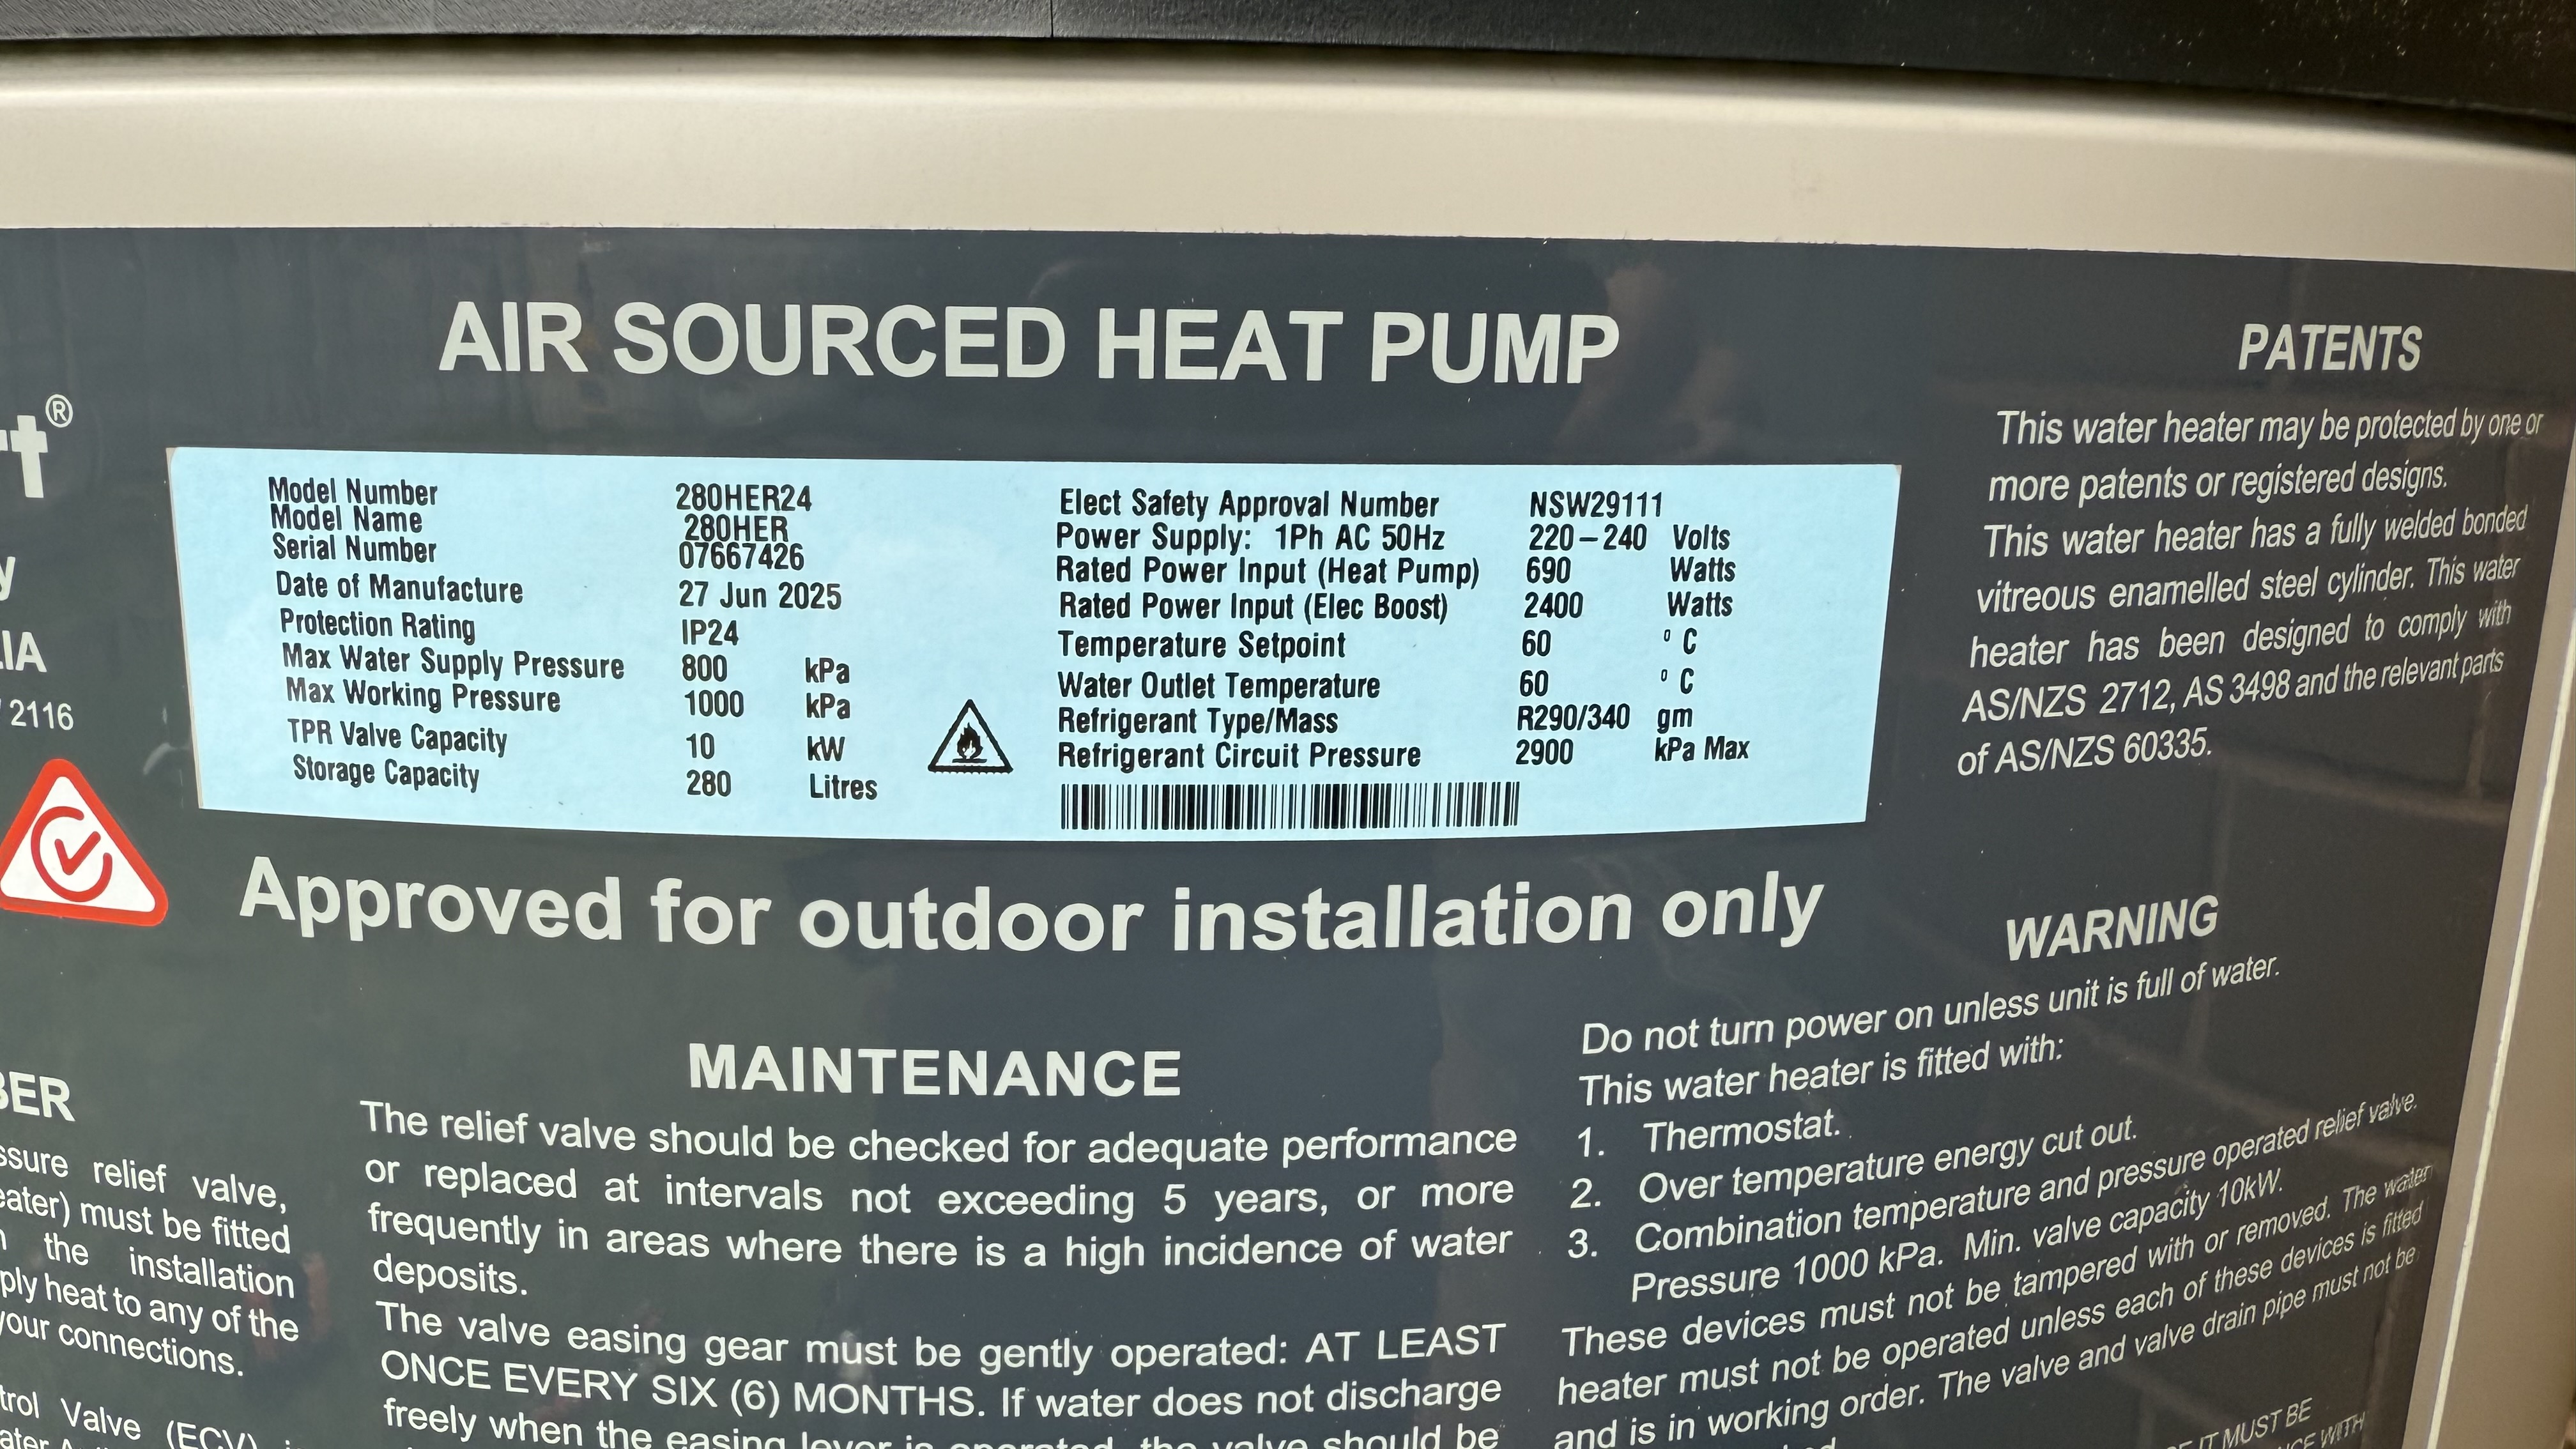 AIR SOURCED HEAT PUMP
®
Model Number 280HER24
Model Name 280HER
Serial Number 07667426
Date of Manufacture 27 Jun 2025
Protection Rating IP24
Max Water Supply Pressure 800 kPa
Max Working Pressure 1000 kPa
TPR Valve Capacity 10 kW
Storage Capacity 280 Litres
Elect Safety Approval Number NSW29111
Power Supply: 1Ph AC 50Hz 220–240 Volts
Rated Power Input (Heat Pump) 690 Watts
Rated Power Input (Elec Boost) 2400 Watts
Temperature Setpoint 60 °C
Water Outlet Temperature 60 °C
Refrigerant Type/Mass R290/340 gm
Refrigerant Circuit Pressure 2900 kPa Max
2116
Approved for outdoor installation only
PATENTS
This water heater may be protected by one or
more patents or registered designs.
This water heater has a fully welded bonded
vitreous enamelled steel cylinder. This water
heater has been designed to comply with
AS/NZS 2712, AS 3498 and the relevant parts
of AS/NZS 60335.
relief valve,
must be fitted
the installation
heat to any of the
your connections.
Valve (ECV)
MAINTENANCE
The relief valve should be checked for adequate performance
or replaced at intervals not exceeding 5 years, or more
frequently in areas where there is a high incidence of water
deposits.
The valve easing gear must be gently operated: AT LEAST
ONCE EVERY SIX (6) MONTHS. If water does not discharge
freely when the easing lever is operated, the valve should be
WARNING
Do not turn power on unless unit is full of water.
This water heater is fitted with:
1. Thermostat.
2. Over temperature energy cut out.
3. Combination temperature and pressure operated relief valve.
Pressure 1000 kPa. Min. valve capacity 10kW.
These devices must not be tampered with or removed. The water
heater must not be operated unless each of these devices is fitted
and is in working order. The valve and valve drain pipe must not be
IT MUST BE
WITH